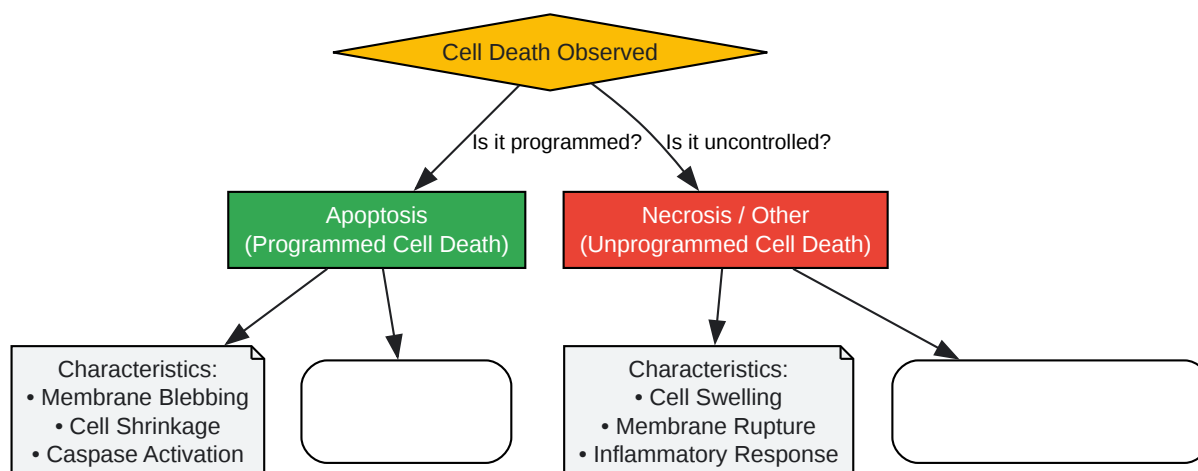 Cell Death Observed
Is it programmed?
Is it uncontrolled?
Apoptosis
(Programmed Cell Death)
Necrosis / Other
(Unprogrammed Cell Death)
Characteristics:
• Membrane Blebbing
• Cell Shrinkage
• Caspase Activation
Characteristics:
• Cell Swelling
• Membrane Rupture
• Inflammatory Response